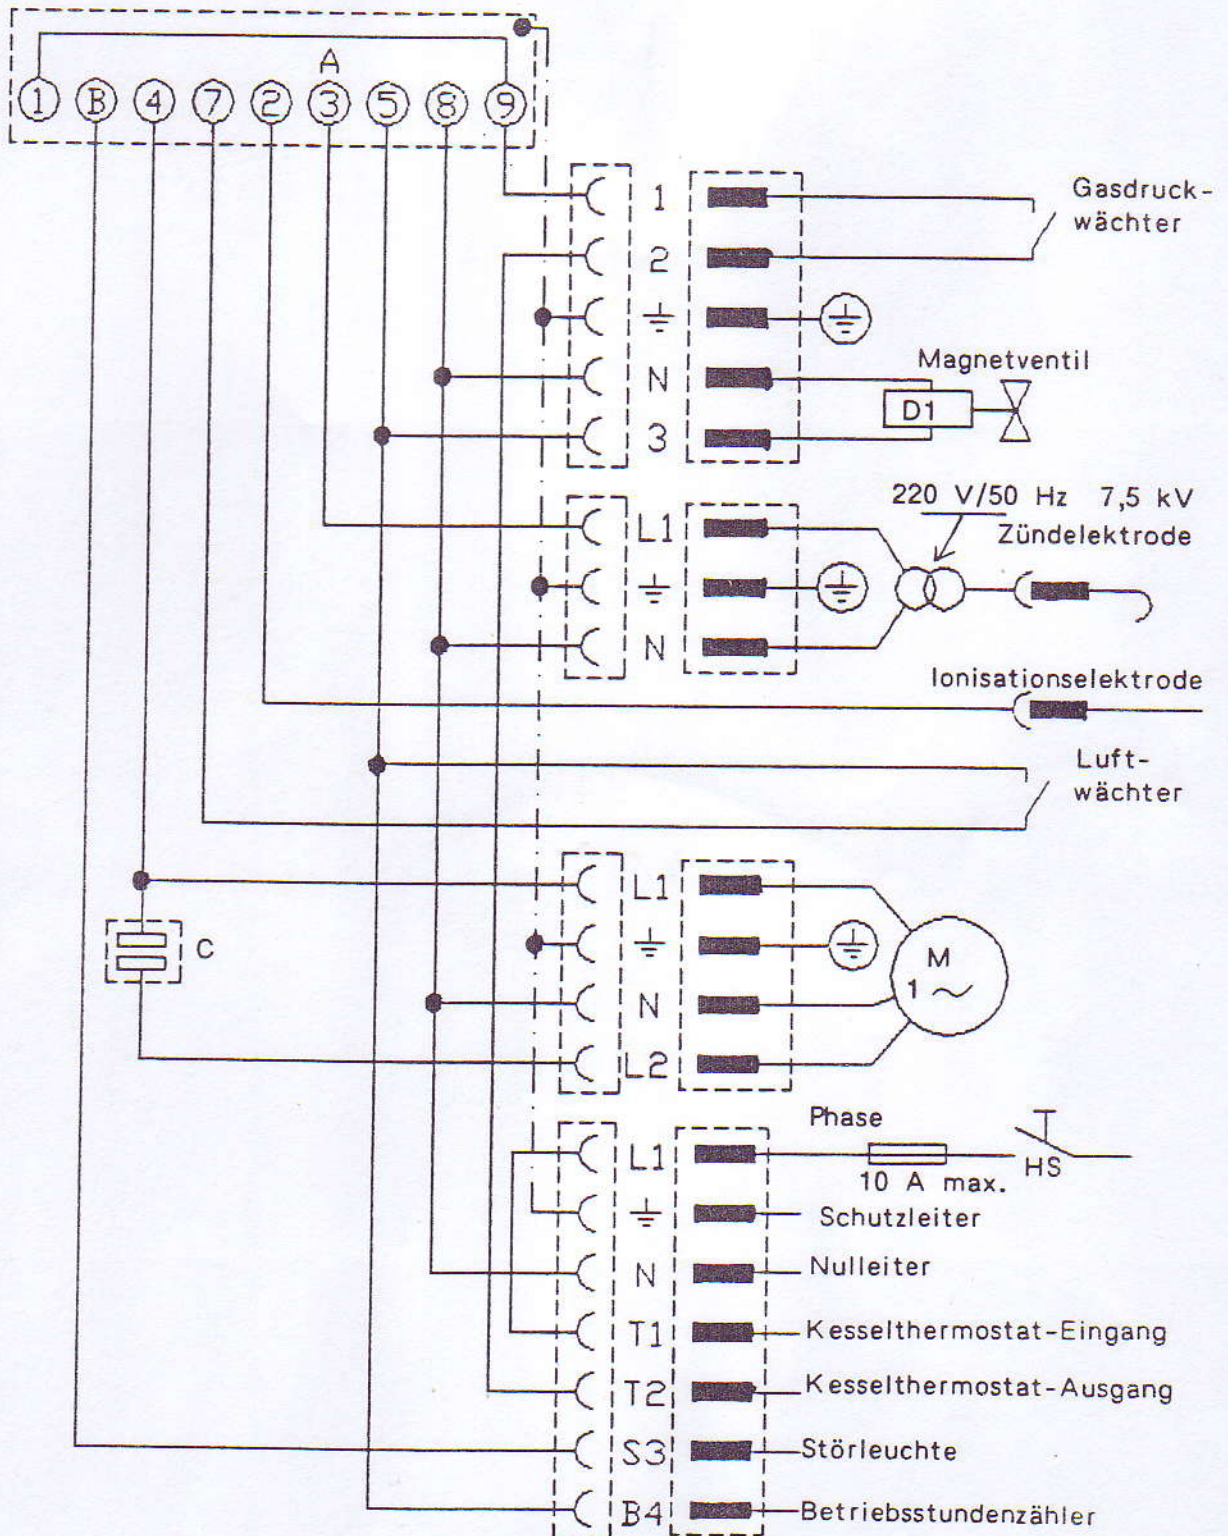 A
1 B 4 7 2 3 5 8 9
1
Gasdruck-
wächter
2
N
Magnetventil
D1
3
220 V/50 Hz 7,5 kV
L1
Zündelektrode
N
Ionisationselektrode
Luft-
wächter
L1
C
M
1 ~
N
L2
Phase
L1
HS
10 A max.
Schutzleiter
N
Nulleiter
T1
Kesselthermostat-Eingang
T2
Kesselthermostat-Ausgang
S3
Störleuchte
B4
Betriebsstundenzähler